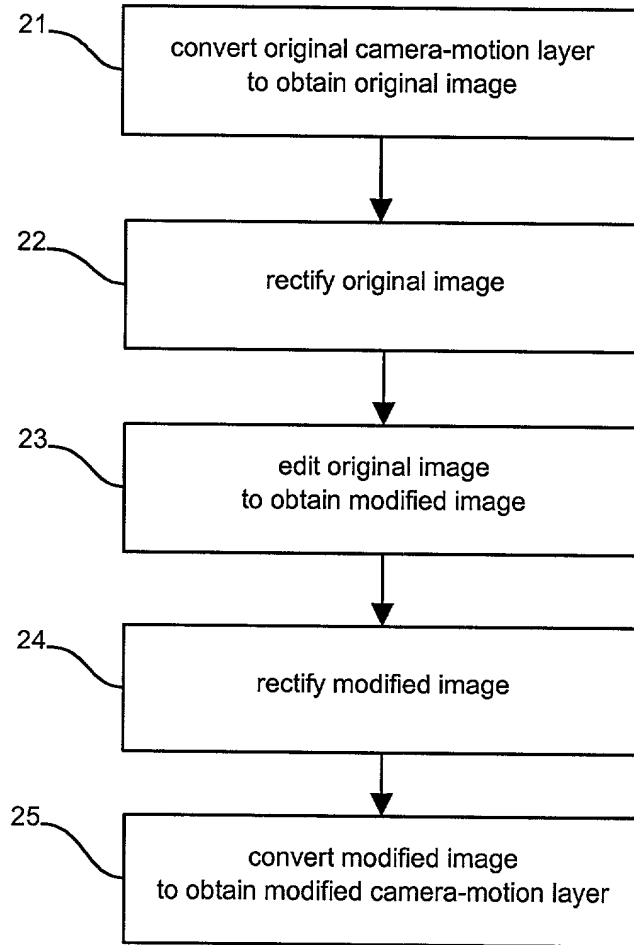 21
convert original camera-motion layer
to obtain original image
22
rectify original image
23
edit original image
to obtain modified image
24
rectify modified image
25
convert modified image
to obtain modified camera-motion layer